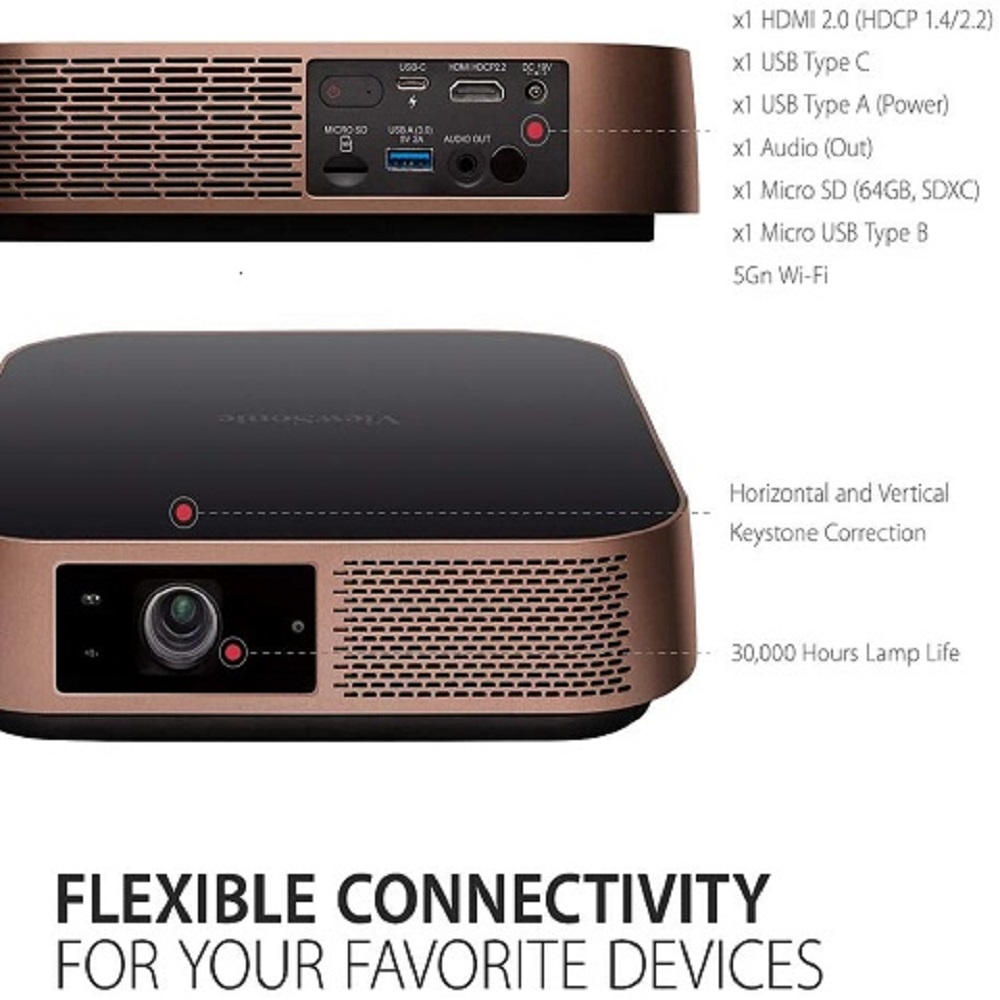 x1 HDMI 2.0 (HDCP 1.4/2.2)
x1 USB Type C
x1 USB Type A (Power)
x1 Audio (Out)
x1 Micro SD (64GB, SDXC)
x1 Micro USB Type B
5Gn Wi-Fi
USB-C HDMI HDCP2.2 DC 19V
MICRO SD USB A (3.0) AUDIO OUT
5V 2A
ViewSonic
Horizontal and Vertical
Keystone Correction
30,000 Hours Lamp Life
FLEXIBLE CONNECTIVITY
FOR YOUR FAVORITE DEVICES